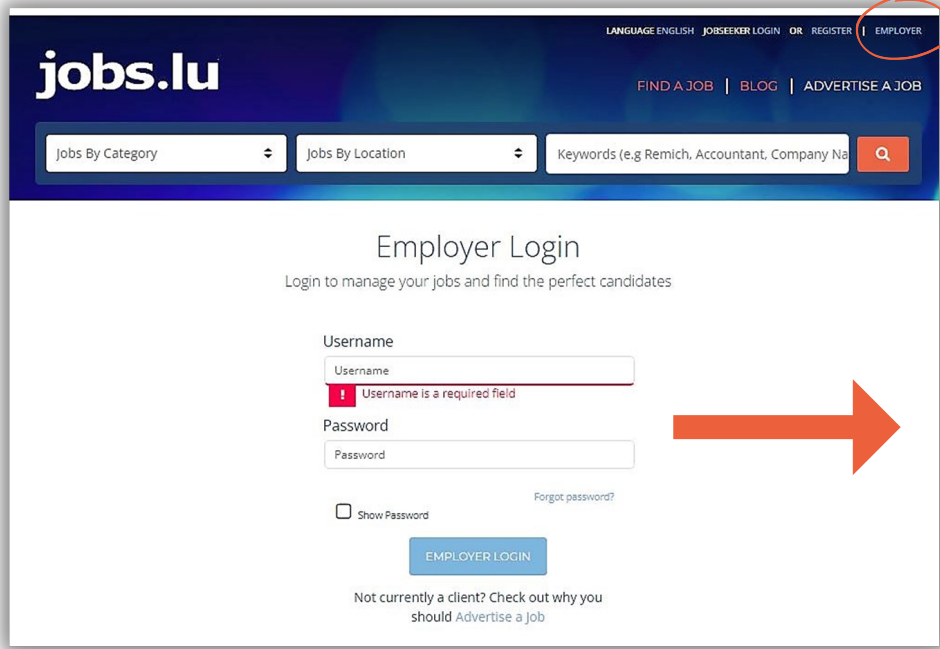 LANGUAGE ENGLISH JOBSEEKER LOGIN OR REGISTER | EMPLOYER
jobs.lu
FIND A JOB | BLOG | ADVERTISE A JOB
Jobs By Category
Jobs By Location
Keywords (e.g Remich, Accountant, Company Na
Employer Login
Login to manage your jobs and find the perfect candidates
Username
Username
! Username is a required field
Password
Password
Forgot password?
Show Password
EMPLOYER LOGIN
Not currently a client? Check out why you
should Advertise a Job